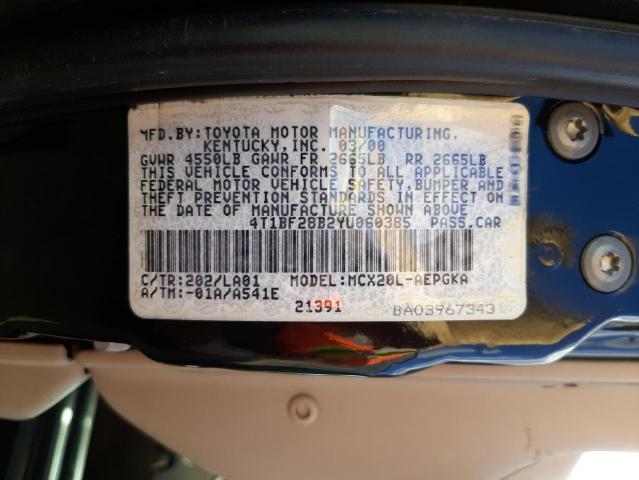 MFD.BY:TOYOTA MOTOR MANUFACTURING,
KENTUCKY,INC. 03/00
GVWR 4550LB GAWR FR 2665LB RR 2665LB
THIS VEHICLE CONFORMS TO ALL APPLICABLE
FEDERAL MOTOR VEHICLE SAFETY,BUMPER AND
THEFT PREVENTION STANDARDS IN EFFECT ON
THE DATE OF MANUFACTURE SHOWN ABOVE
4T1BF28B2YU060385 PASS.CAR
C/TR:202/LA01 MODEL:MCX20L-AEPGKA
A/TM:-01A/A541E
21391
BA03967343